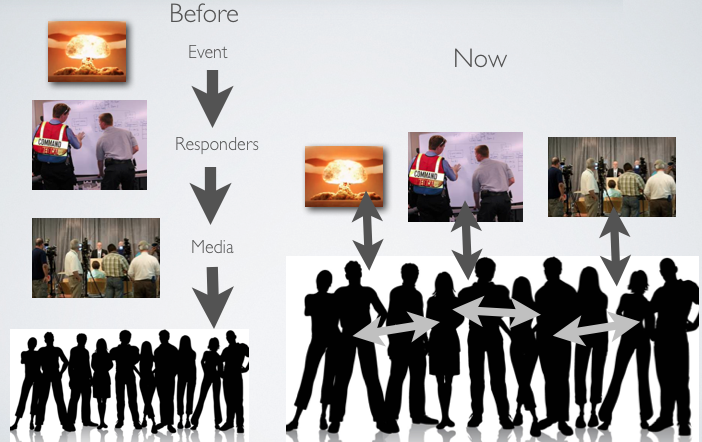 Before
Event
Now
Responders
COMMAND
COMMAND
Media